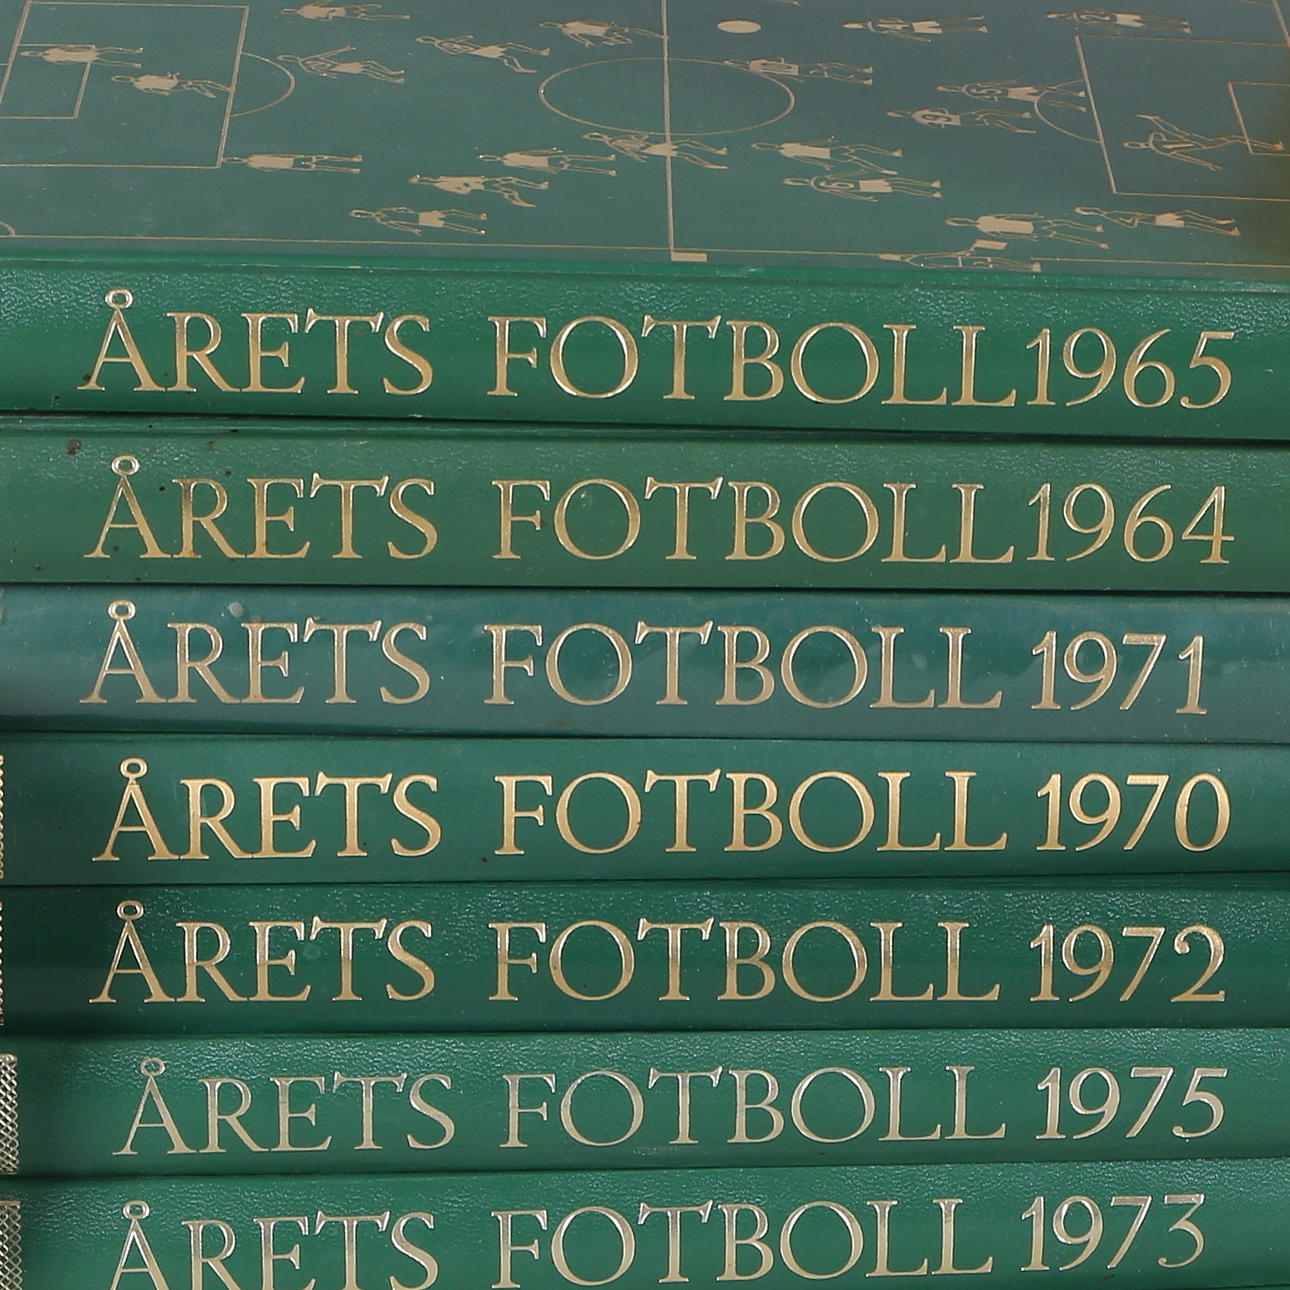 ÅRETS FOTBOLL 1965
ÅRETS FOTBOLL 1964
ÅRETS FOTBOLL 1971
ÅRETS FOTBOLL 1970
ÅRETS FOTBOLL 1972
ÅRETS FOTBOLL 1975
ÅRETS FOTBOLL 1973